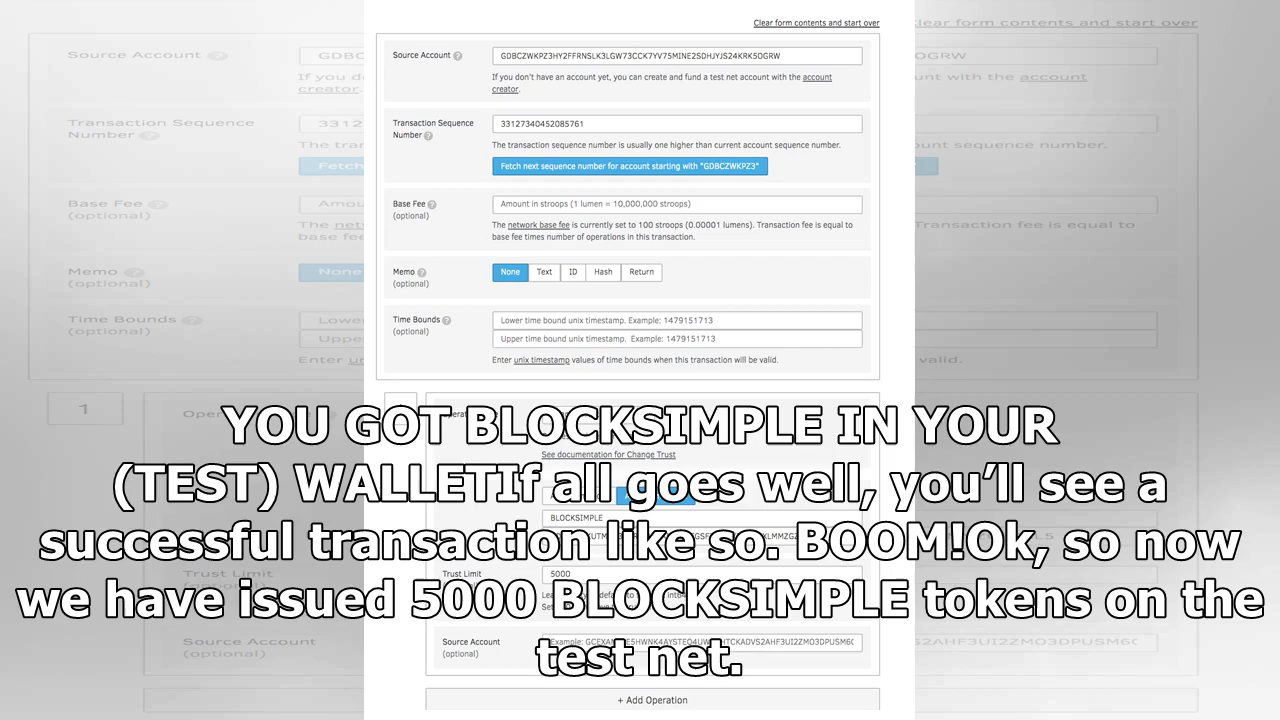 Clear form contents and start over
Source Account
GDBCZWKPZ3HY2FFRNSLK3LGW73CCK7YV75MINE2SDHJYJS24KRK5OGRW
If you don't have an account yet, you can create and fund a test net account with the account
creator.
Transaction Sequence
Number
33127340452085761
The transaction sequence number is usually one higher than current account sequence number.
Fetch next sequence number for account starting with "GDBCZWKPZ3"
Base Fee
(optional)
Amount in stroops (1 lumen = 10,000,000 stroops)
The network base fee is currently set to 100 stroops (0.00001 lumens). Transaction fee is equal to
base fee times number of operations in this transaction.
Memo
(optional)
None Text ID Hash Return
Time Bounds
(optional)
Lower time bound unix timestamp. Example: 1479151713
Upper time bound unix timestamp. Example: 1479151713
Enter unix timestamp values of time bounds when this transaction will be valid.
1
YOU GOT BLOCKSIMPLE IN YOUR
See documentation for Change Trust
(TEST) WALLETIf all goes well, you'll see a
BLOCKSIMPLE
successful transaction like so. BOOM!Ok, so now
Trust Limit
5000
we have issued 5000 BLOCKSIMPLE tokens on the
Source Account
(optional)
test net.
+ Add Operation